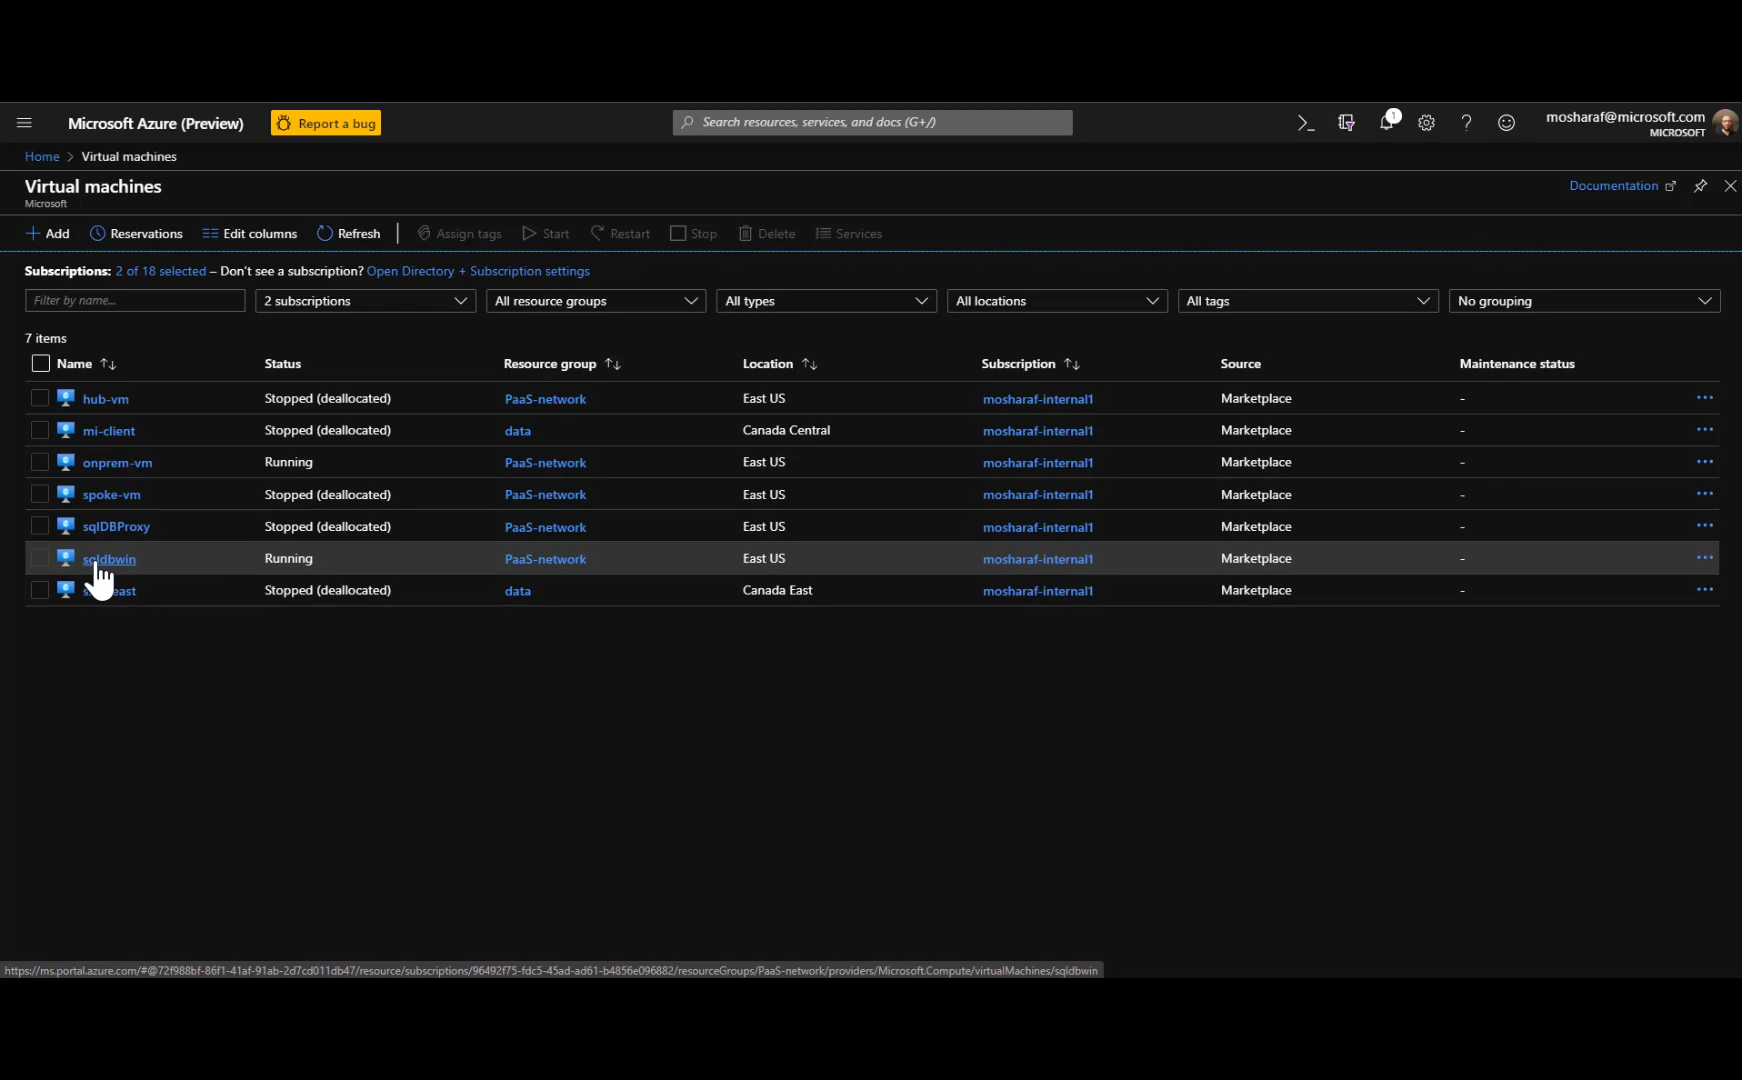 Microsoft Azure (Preview) Report a bug Search resources, services, and docs (G+/) 1 mosharaf@microsoft.com
MICROSOFT
Home > Virtual machines
Virtual machines
Microsoft
Documentation
Add Reservations Edit columns Refresh Assign tags Start Restart Stop Delete Services
Subscriptions: 2 of 18 selected – Don't see a subscription? Open Directory + Subscription settings
Filter by name... 2 subscriptions All resource groups All types All locations All tags No grouping
7 items
Name Status Resource group Location Subscription Source Maintenance status
hub-vm Stopped (deallocated) PaaS-network East US mosharaf-internal1 Marketplace -
mi-client Stopped (deallocated) data Canada Central mosharaf-internal1 Marketplace -
onprem-vm Running PaaS-network East US mosharaf-internal1 Marketplace -
spoke-vm Stopped (deallocated) PaaS-network East US mosharaf-internal1 Marketplace -
sqlDBProxy Stopped (deallocated) PaaS-network East US mosharaf-internal1 Marketplace -
sqldbwin Running PaaS-network East US mosharaf-internal1 Marketplace -
Stopped (deallocated) data Canada East mosharaf-internal1 Marketplace -
https://ms.portal.azure.com/#@72f988bf-86f1-41af-91ab-2d7cd011db47/resource/subscriptions/96492f75-fdc5-45ad-ad61-b4856e096882/resourceGroups/PaaS-network/providers/Microsoft.Compute/virtualMachines/sqldbwin